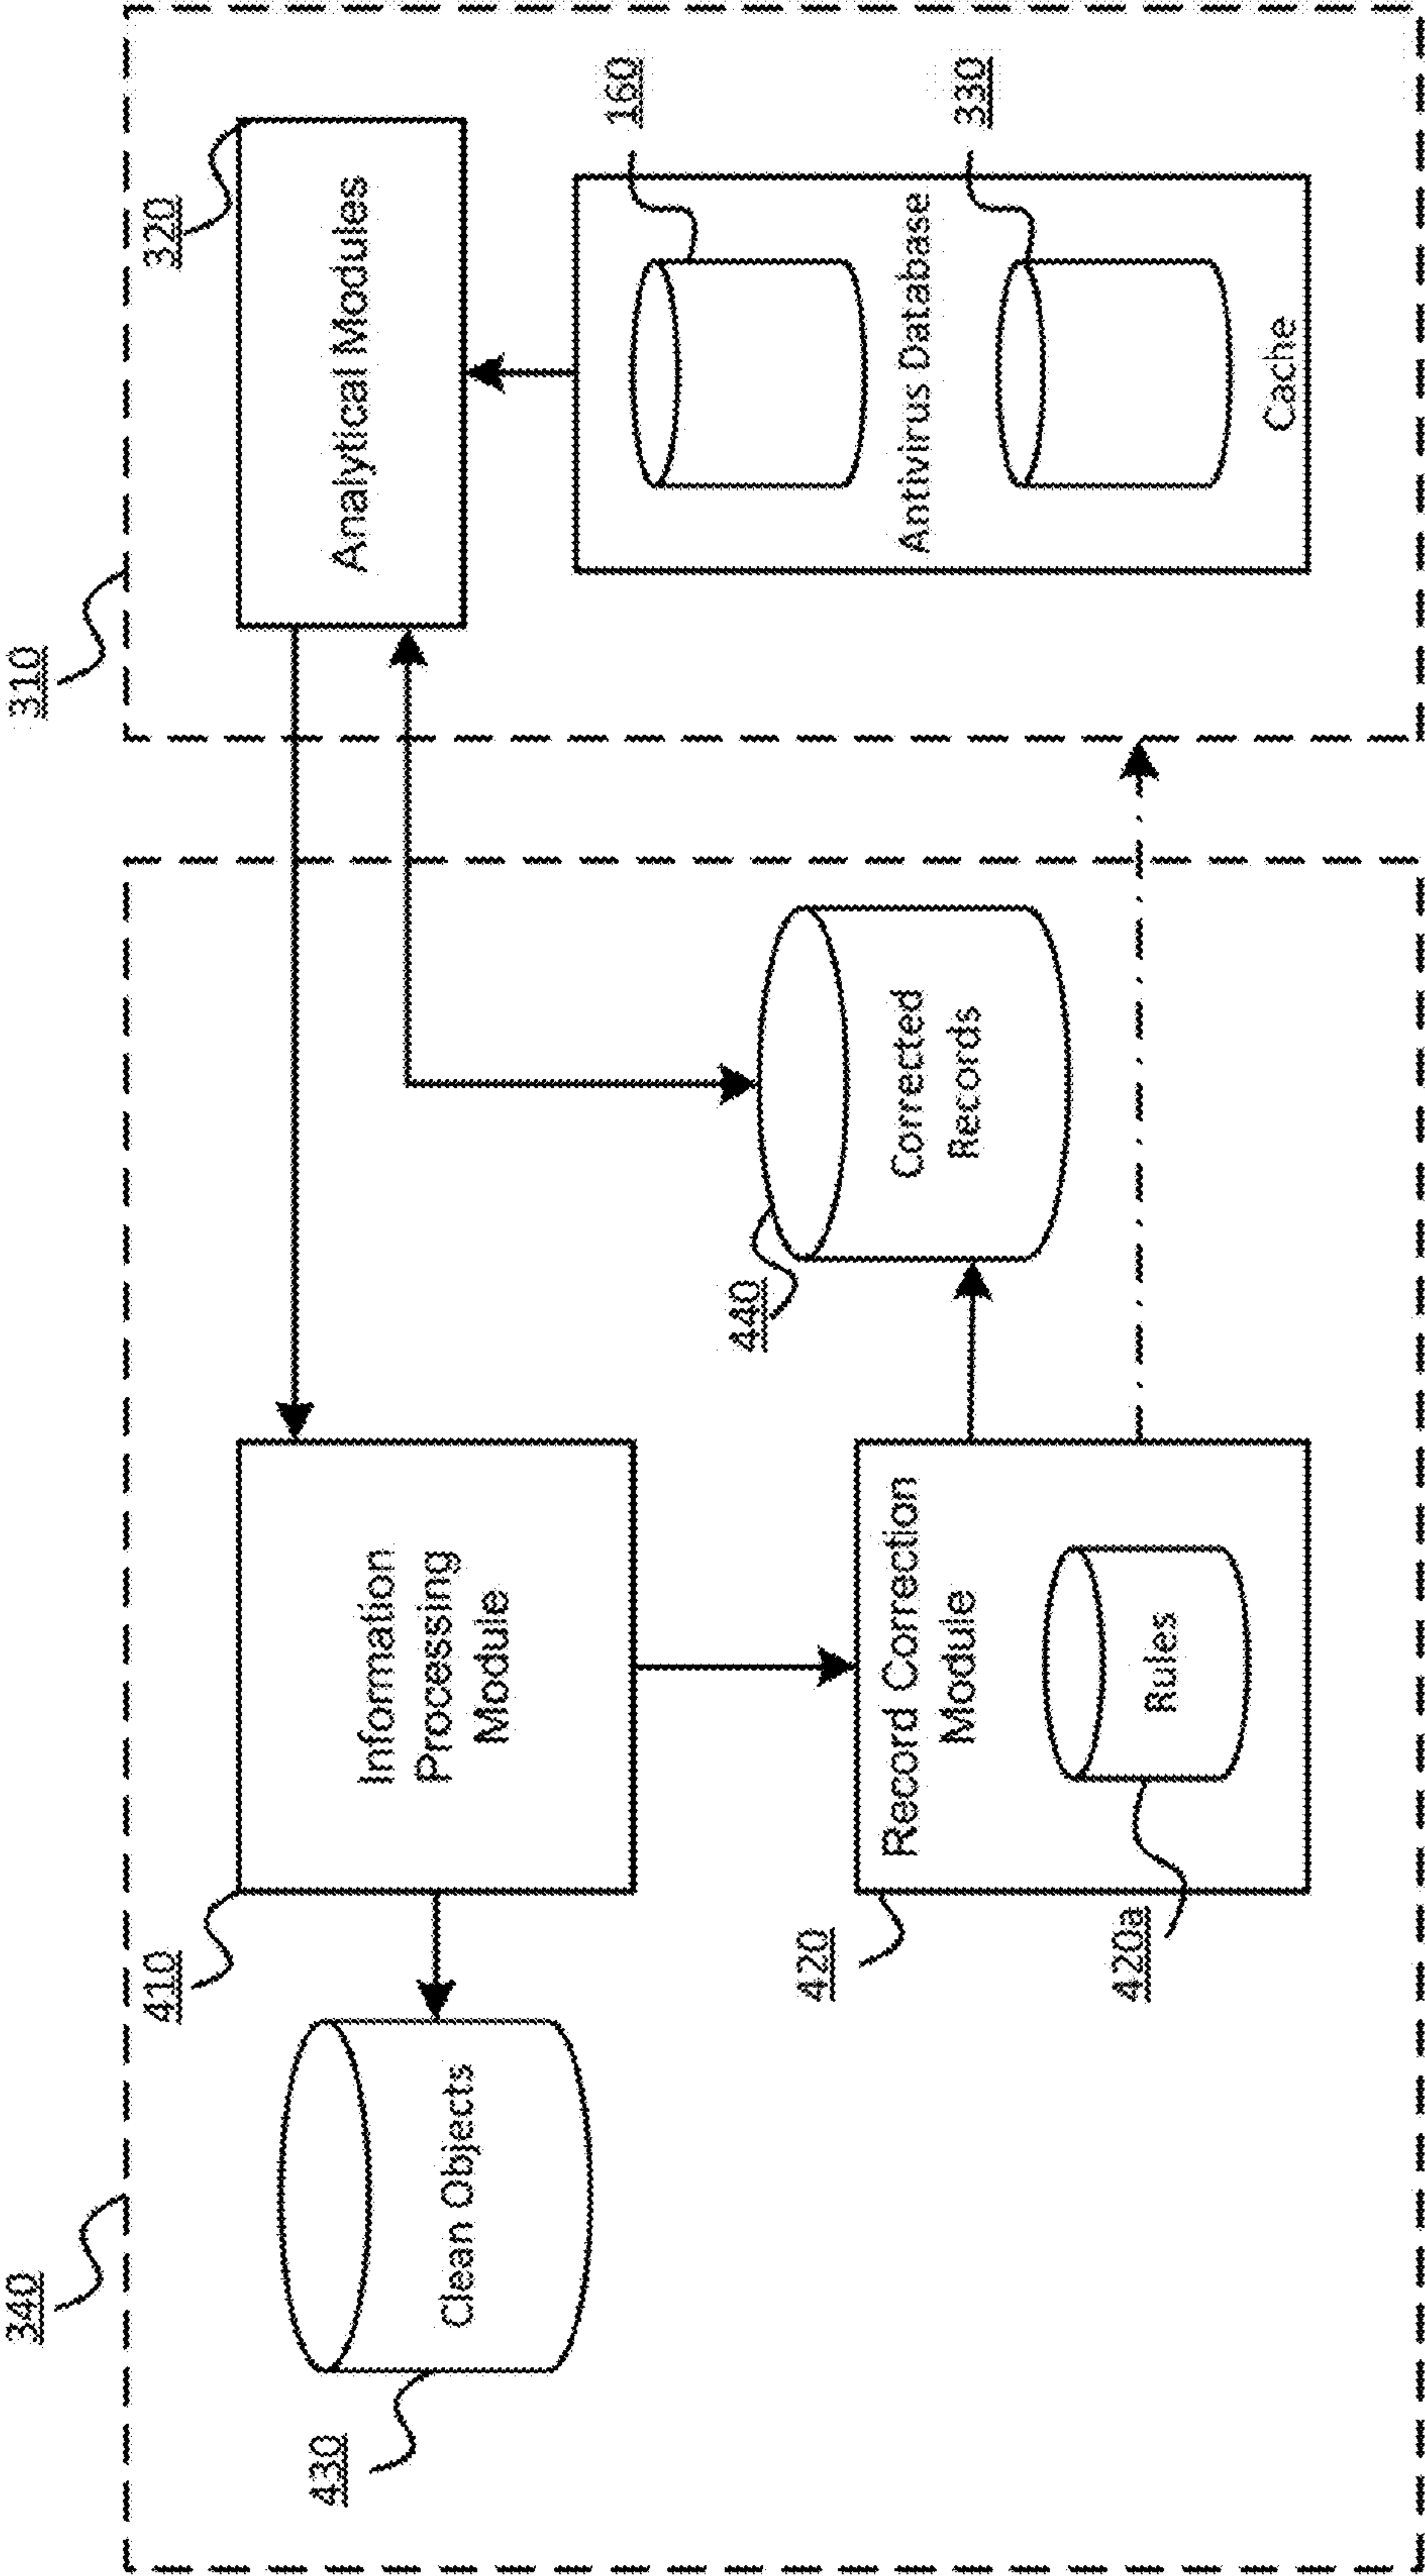 340
310
430
Clean Objects
410
Information
Processing
Module
320
Analytical Modules
420
Record Correction
Module
420a
Rules
440
Corrected
Records
160
Antivirus Database
330
Cache